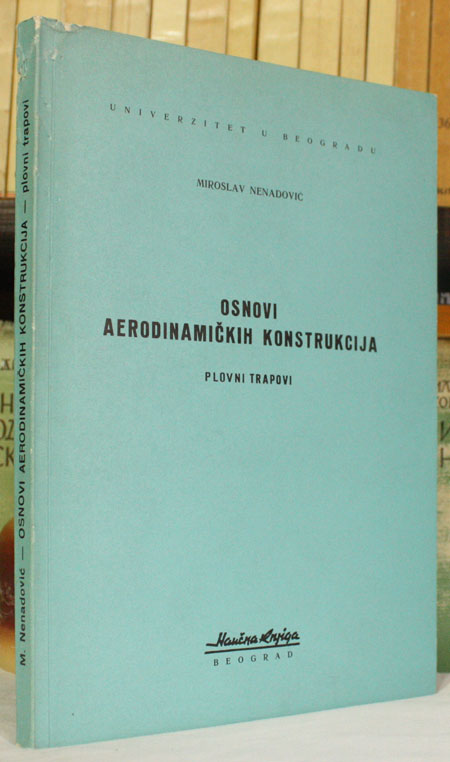 UNIVERZITET U BEOGRADU
MIROSLAV NENADOVIĆ
OSNOVI
AERODINAMIČKIH KONSTRUKCIJA
PLOVNI TRAPOVI
Naučna Knjiga
BEOGRAD
M. Nenadović — OSNOVI AERODINAMIČKIH KONSTRUKCIJA — plovni trapovi